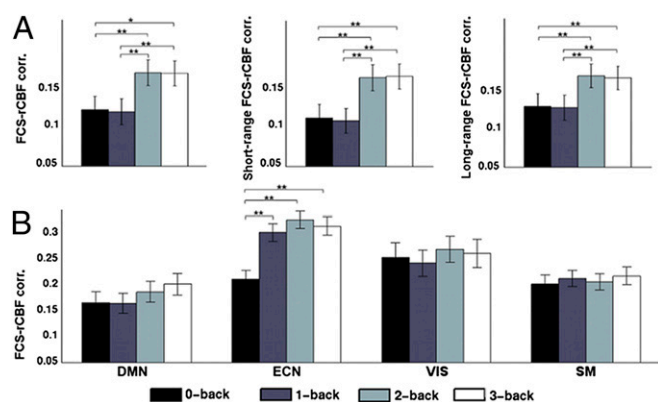 A
FCS-rCBF corr.
0.15
0.1
0.05
*
**
**
**
Short-range FCS-rCBF corr.
0.15
0.1
0.05
**
**
**
**
Long-range FCS-rCBF corr.
0.15
0.1
0.05
**
**
**
**
B
FCS-rCBF corr.
0.3
0.25
0.2
0.15
0.1
0.05
**
**
**
DMN
ECN
VIS
SM
0-back
1-back
2-back
3-back